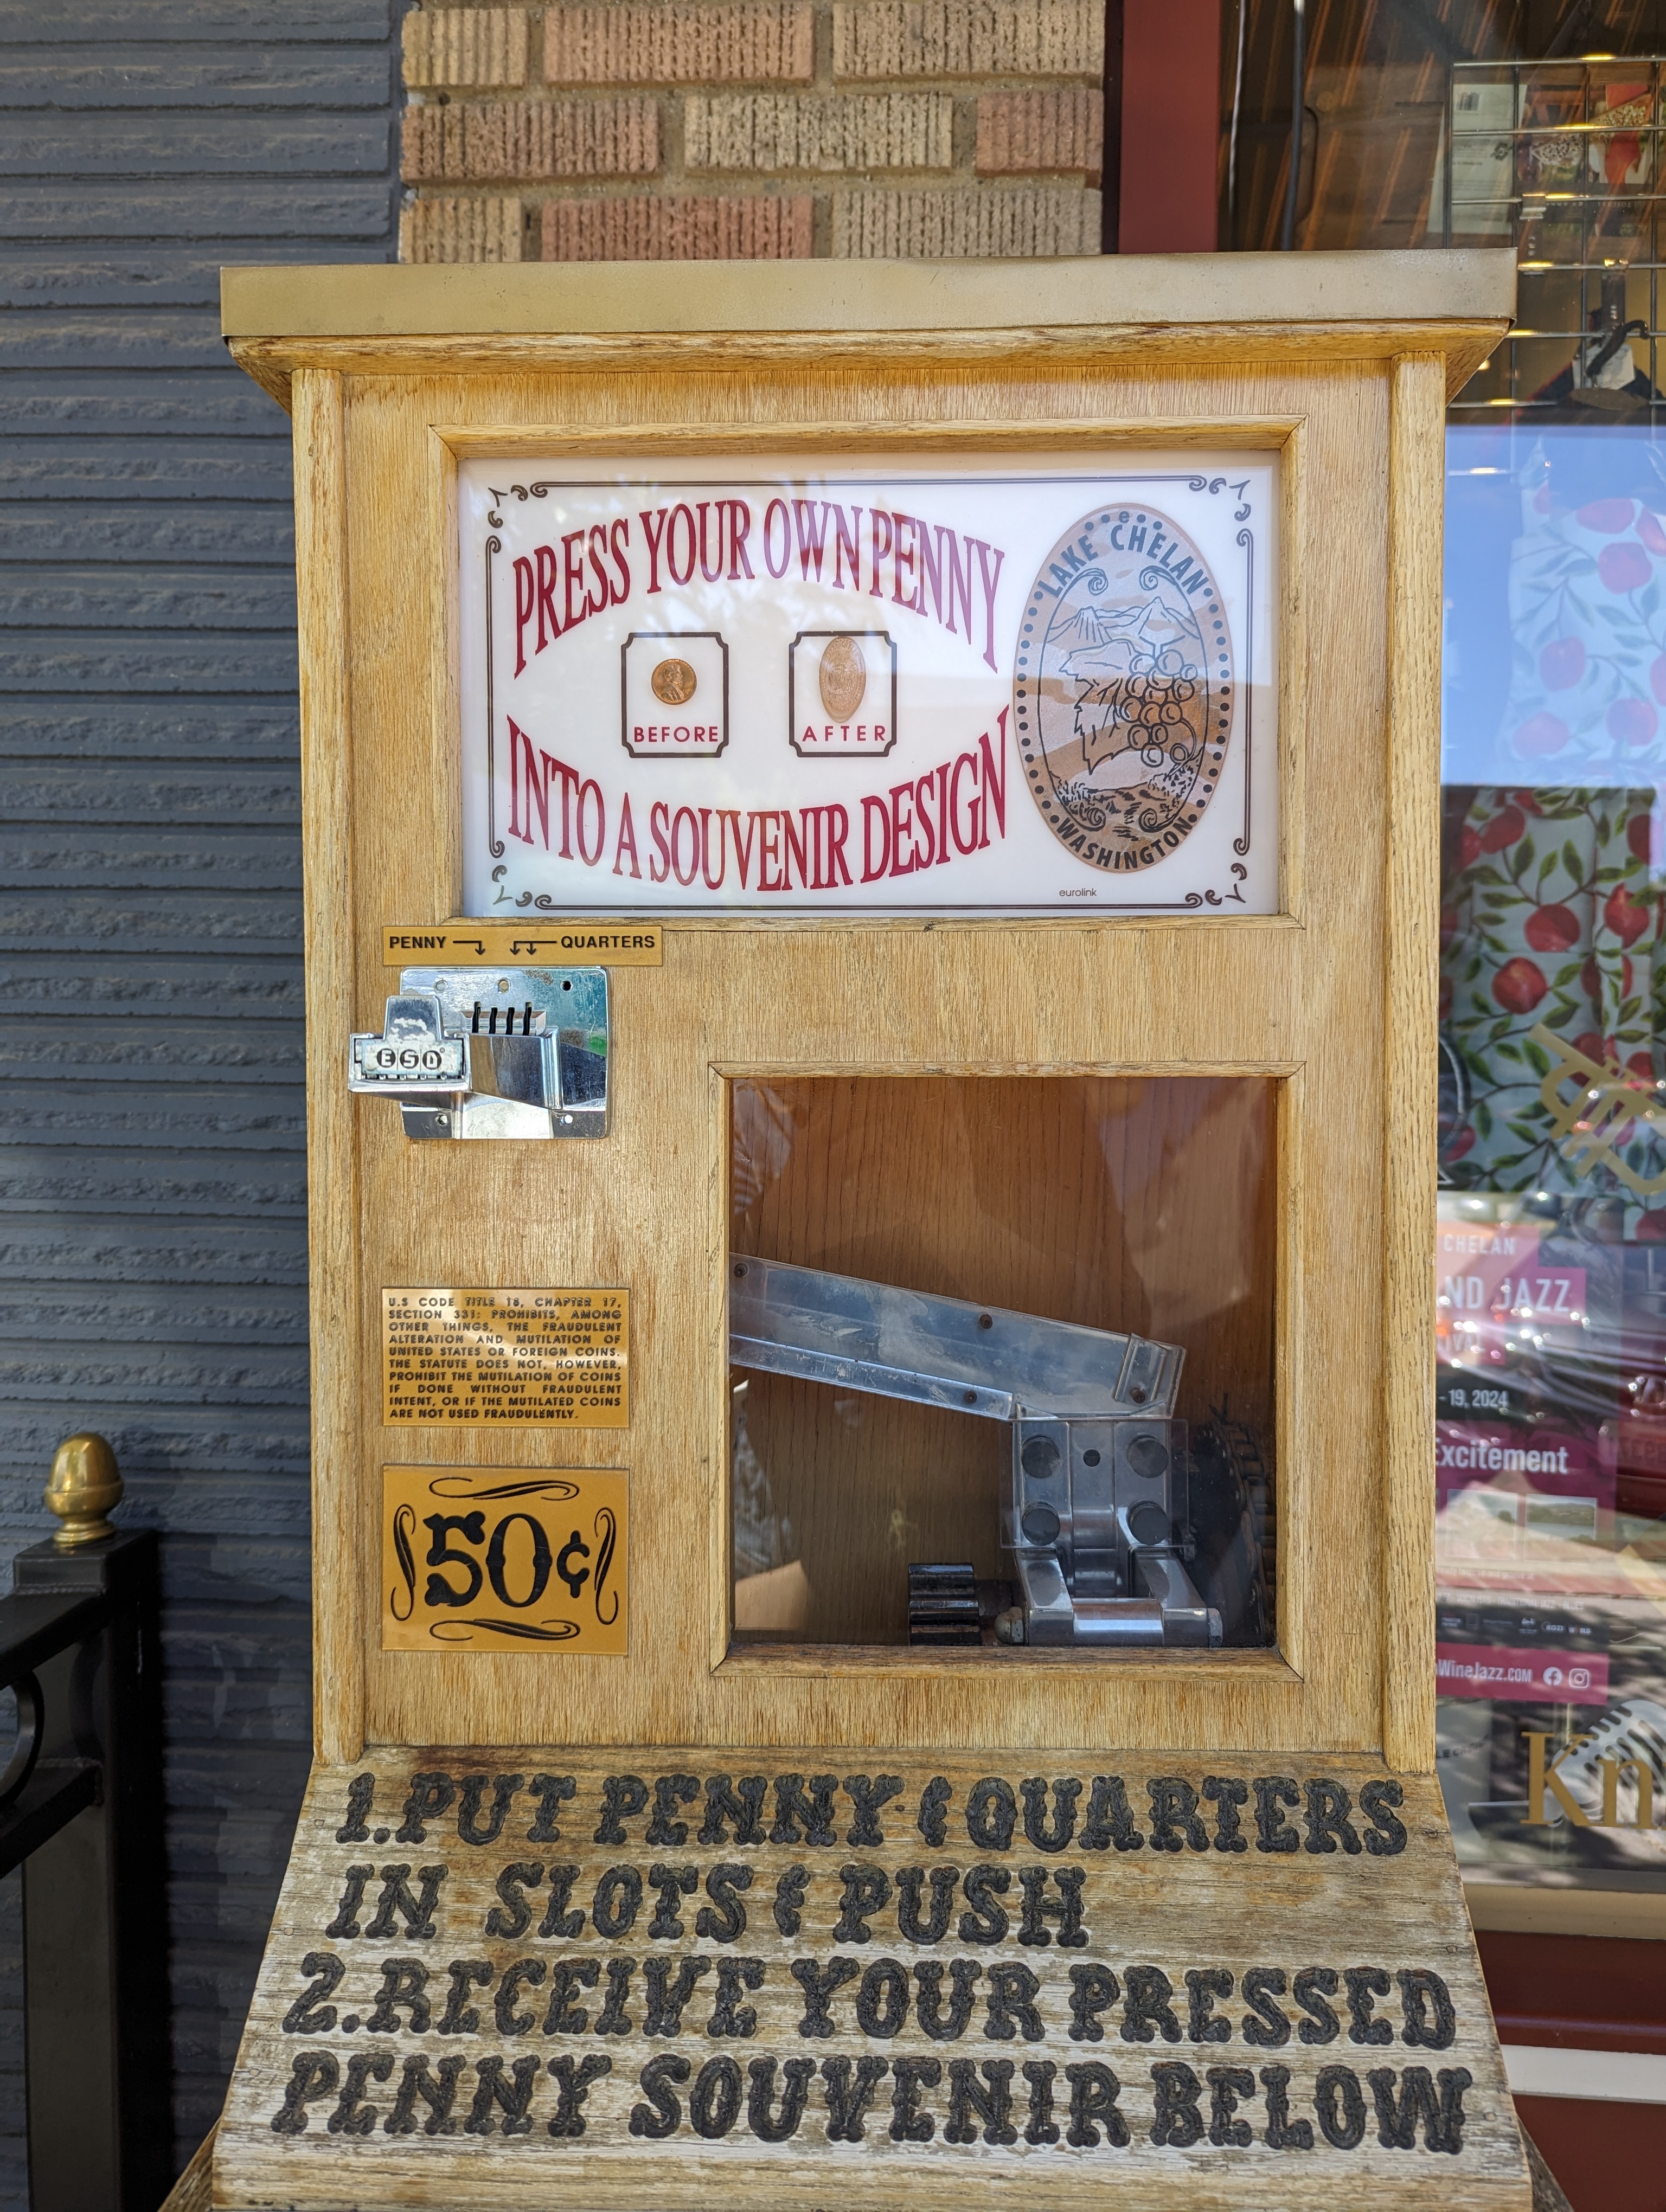 PRESS YOUR OWN PENNY
BEFORE
AFTER
INTO A SOUVENIR DESIGN
e
LAKE CHELAN
WASHINGTON
eurolink
PENNY
QUARTERS
ESD
U.S CODE TITLE 18, CHAPTER 17,
SECTION 331: PROHIBITS, AMONG
OTHER THINGS, THE FRAUDULENT
ALTERATION AND MUTILATION OF
UNITED STATES OR FOREIGN COINS.
THE STATUTE DOES NOT, HOWEVER,
PROHIBIT THE MUTILATION OF COINS
IF DONE WITHOUT FRAUDULENT
INTENT, OR IF THE MUTILATED COINS
ARE NOT USED FRAUDULENTLY.
50¢
1. PUT PENNY & QUARTERS
IN SLOTS & PUSH
2. RECEIVE YOUR PRESSED
PENNY SOUVENIR BELOW
CHELAN
ND JAZZ
- 19, 2024
Excitement
WineJazz.com
Kn